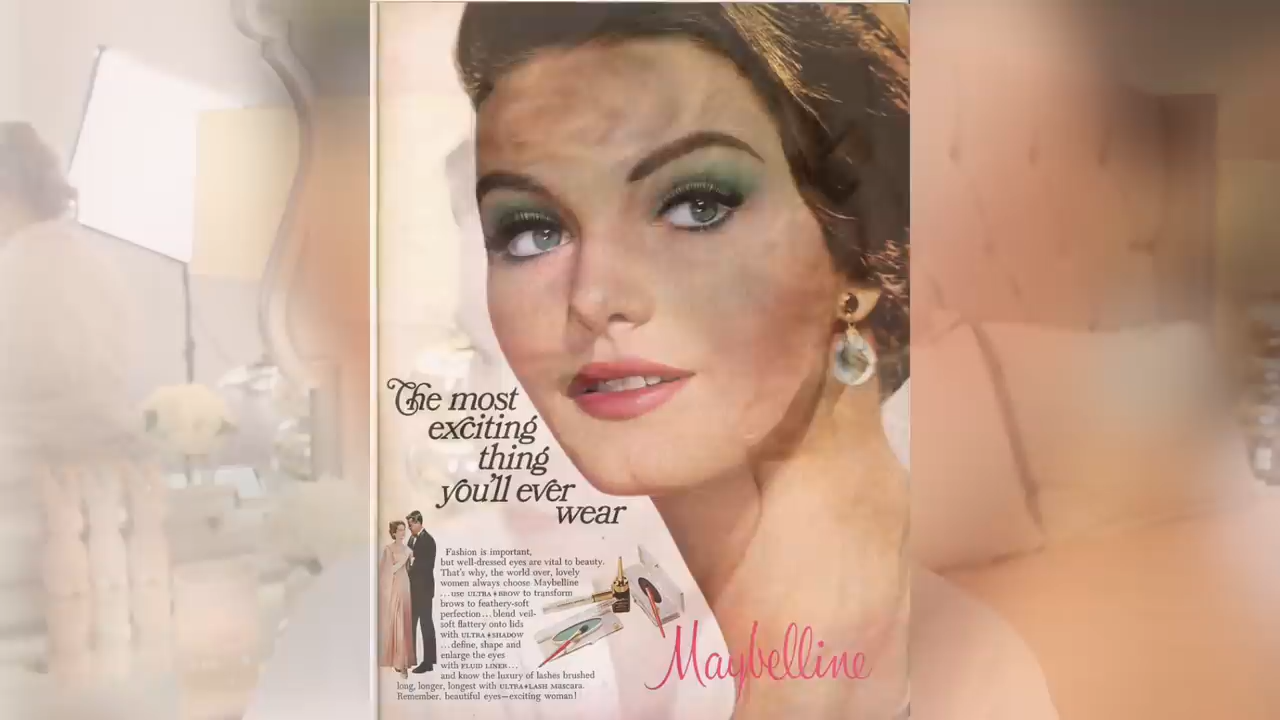 The most
exciting
thing
you'll ever
wear
Fashion is important,
but well-dressed eyes are vital to beauty.
That's why, the world over, lovely
women always choose Maybelline
...use ULTRA✦BROW to transform
brows to feathery-soft
perfection...blend veil-
soft flattery onto lids
with ULTRA✦SHADOW
...define, shape and
enlarge the eyes
with FLUID LINER...
and know the luxury of lashes brushed
long, longer, longest with ULTRA✦LASH mascara.
Remember, beautiful eyes—exciting woman!
Maybelline